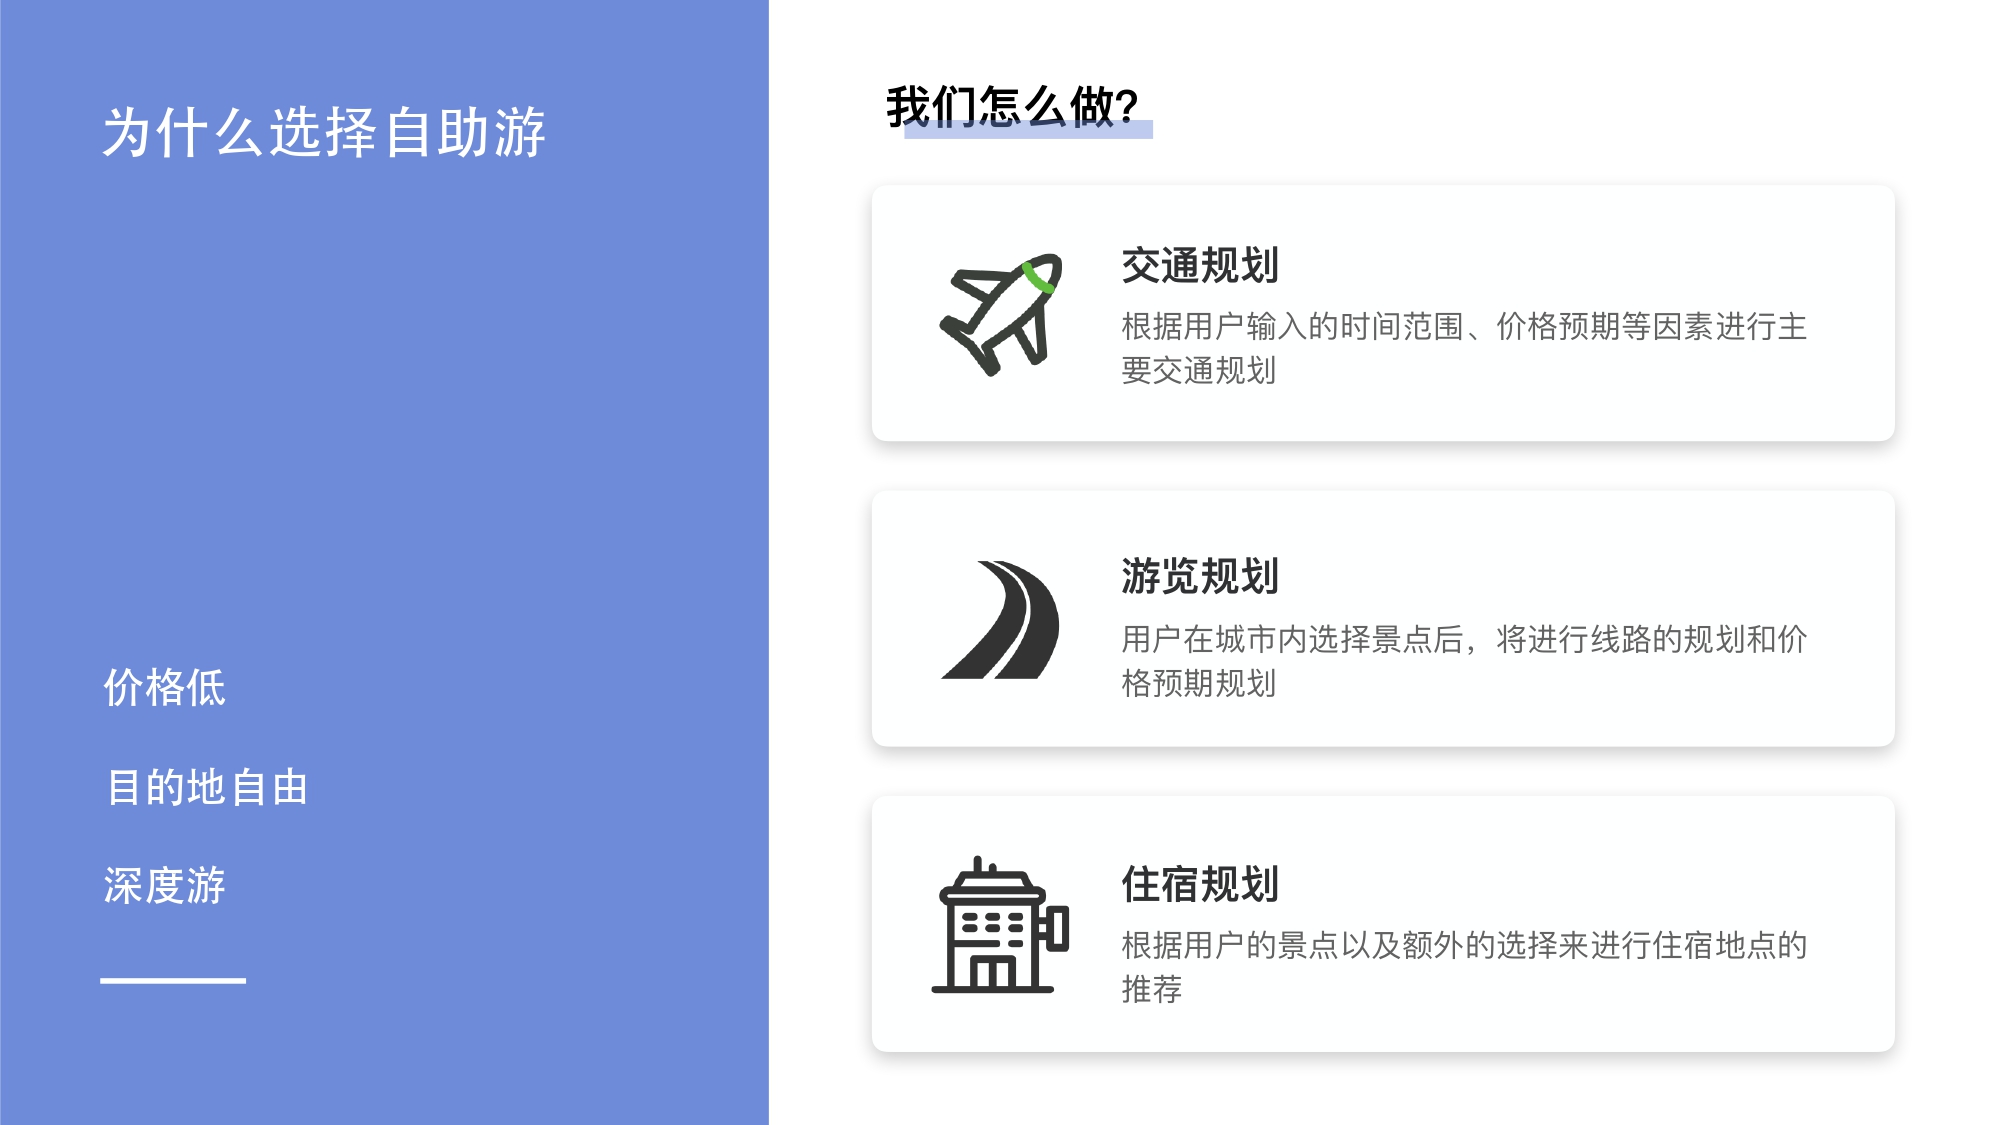 为什么选择自助游
价格低
目的地自由
深度游
我们怎么做?
交通规划
根据用户输入的时间范围、价格预期等因素进行主
要交通规划
游览规划
用户在城市内选择景点后，将进行线路的规划和价
格预期规划
住宿规划
根据用户的景点以及额外的选择来进行住宿地点的
推荐